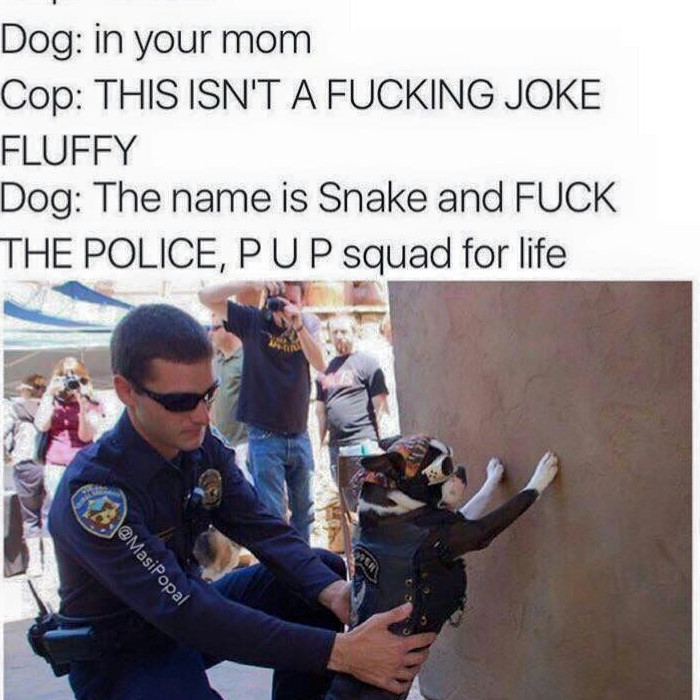 Dog: in your mom
Cop: THIS ISN'T A FUCKING JOKE
FLUFFY
Dog: The name is Snake and FUCK
THE POLICE, P U P squad for life
@MasiPopal